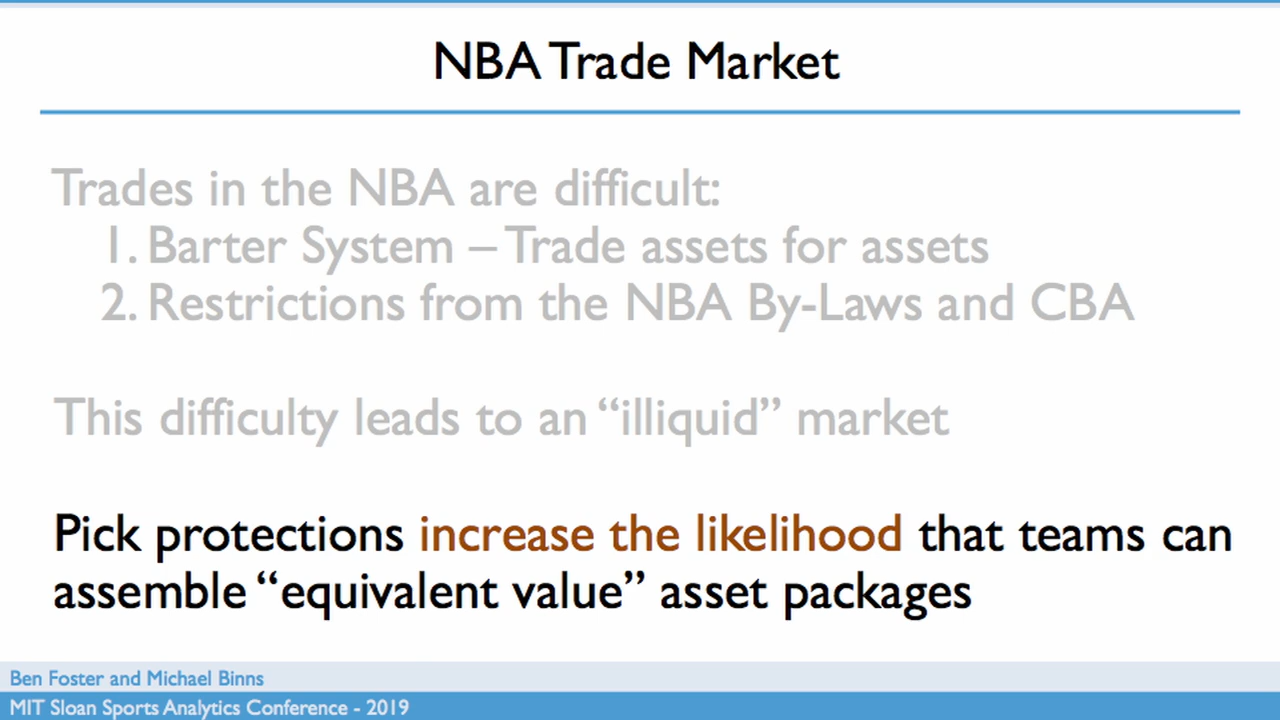 NBA Trade Market
Trades in the NBA are difficult:
1. Barter System – Trade assets for assets
2. Restrictions from the NBA By-Laws and CBA
This difficulty leads to an “illiquid” market
Pick protections increase the likelihood that teams can
assemble “equivalent value” asset packages
Ben Foster and Michael Binns
MIT Sloan Sports Analytics Conference - 2019